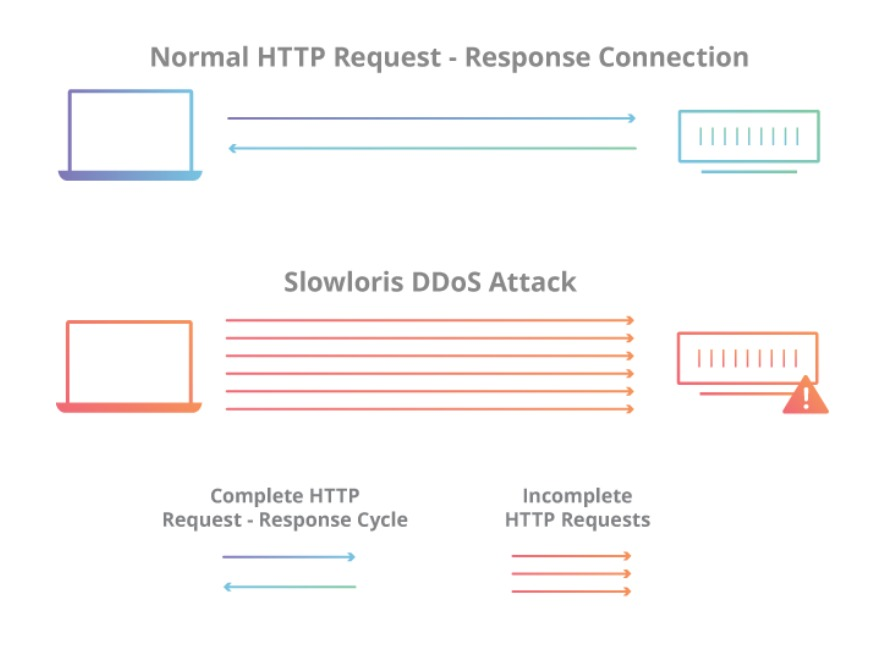 Normal HTTP Request - Response Connection
Slowloris DDoS Attack
Complete HTTP
Request - Response Cycle
Incomplete
HTTP Requests